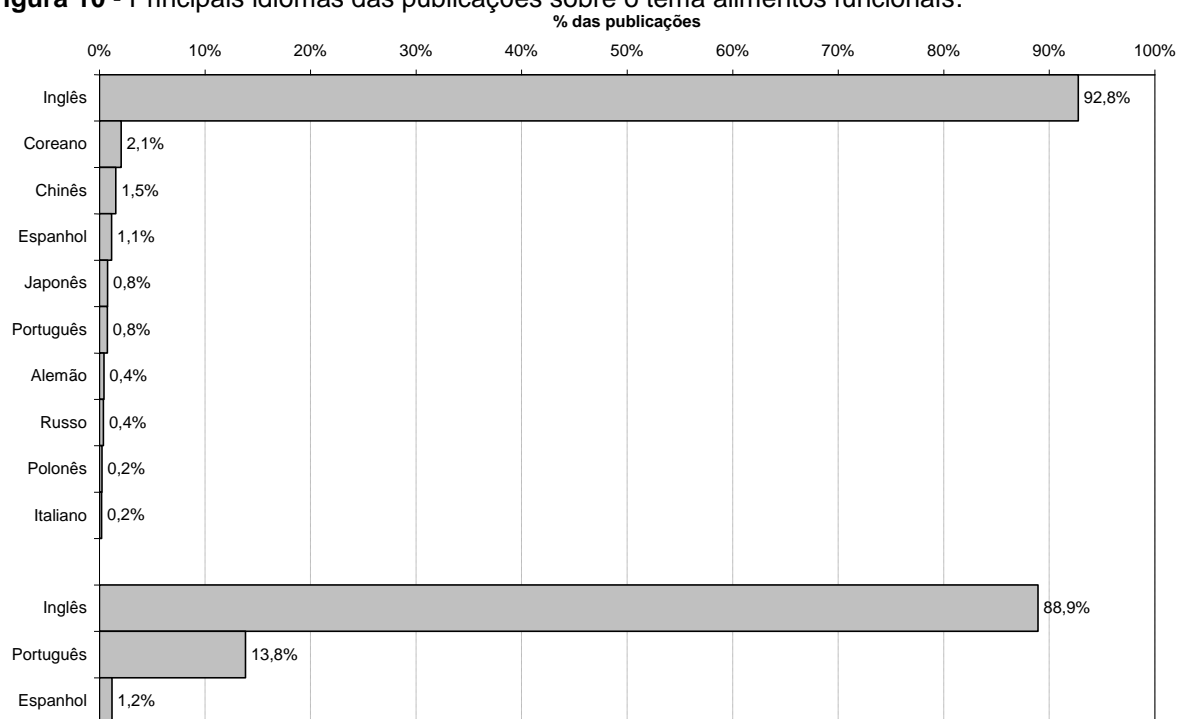 igura 10 - Principais idiomas das publicações sobre o tema alimentos funcionais.
% das publicações
0% 10% 20% 30% 40% 50% 60% 70% 80% 90% 100%
Inglês 92,8%
Coreano 2,1%
Chinês 1,5%
Espanhol 1,1%
Japonês 0,8%
Português 0,8%
Alemão 0,4%
Russo 0,4%
Polonês 0,2%
Italiano 0,2%
Inglês 88,9%
Português 13,8%
Espanhol 1,2%